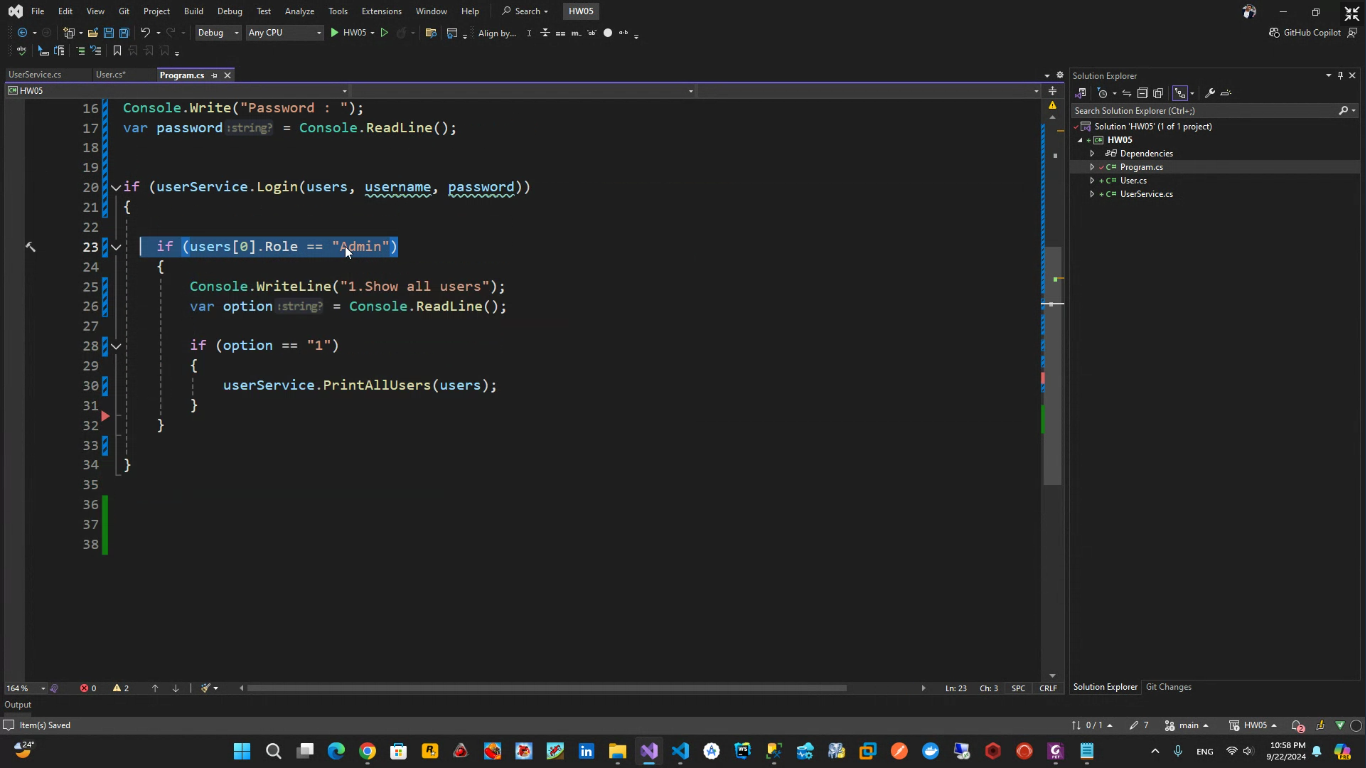 File Edit View Git Project Build Debug Test Analyze Tools Extensions Window Help Search HW05
Debug Any CPU HW05 Align by... GitHub Copilot
UserService.cs User.cs* Program.cs
HW05
16 Console.Write("Password : ");
17 var password :string? = Console.ReadLine();
18
19
20 if (userService.Login(users, username, password))
21 {
22
23 if (users[0].Role == "Admin")
24 {
25 Console.WriteLine("1.Show all users");
26 var option :string? = Console.ReadLine();
27
28 if (option == "1")
29 {
30 userService.PrintAllUsers(users);
31 }
32 }
33
34 }
35
36
37
38
Solution Explorer
Search Solution Explorer (Ctrl+;)
Solution 'HW05' (1 of 1 project)
HW05
Dependencies
Program.cs
User.cs
UserService.cs
164 % 0 2 Ln: 23 Ch: 3 SPC CRLF
Solution Explorer Git Changes
Output
Item(s) Saved 0 / 1 7 main HW05 2
24° ENG 10:58 PM
9/22/2024